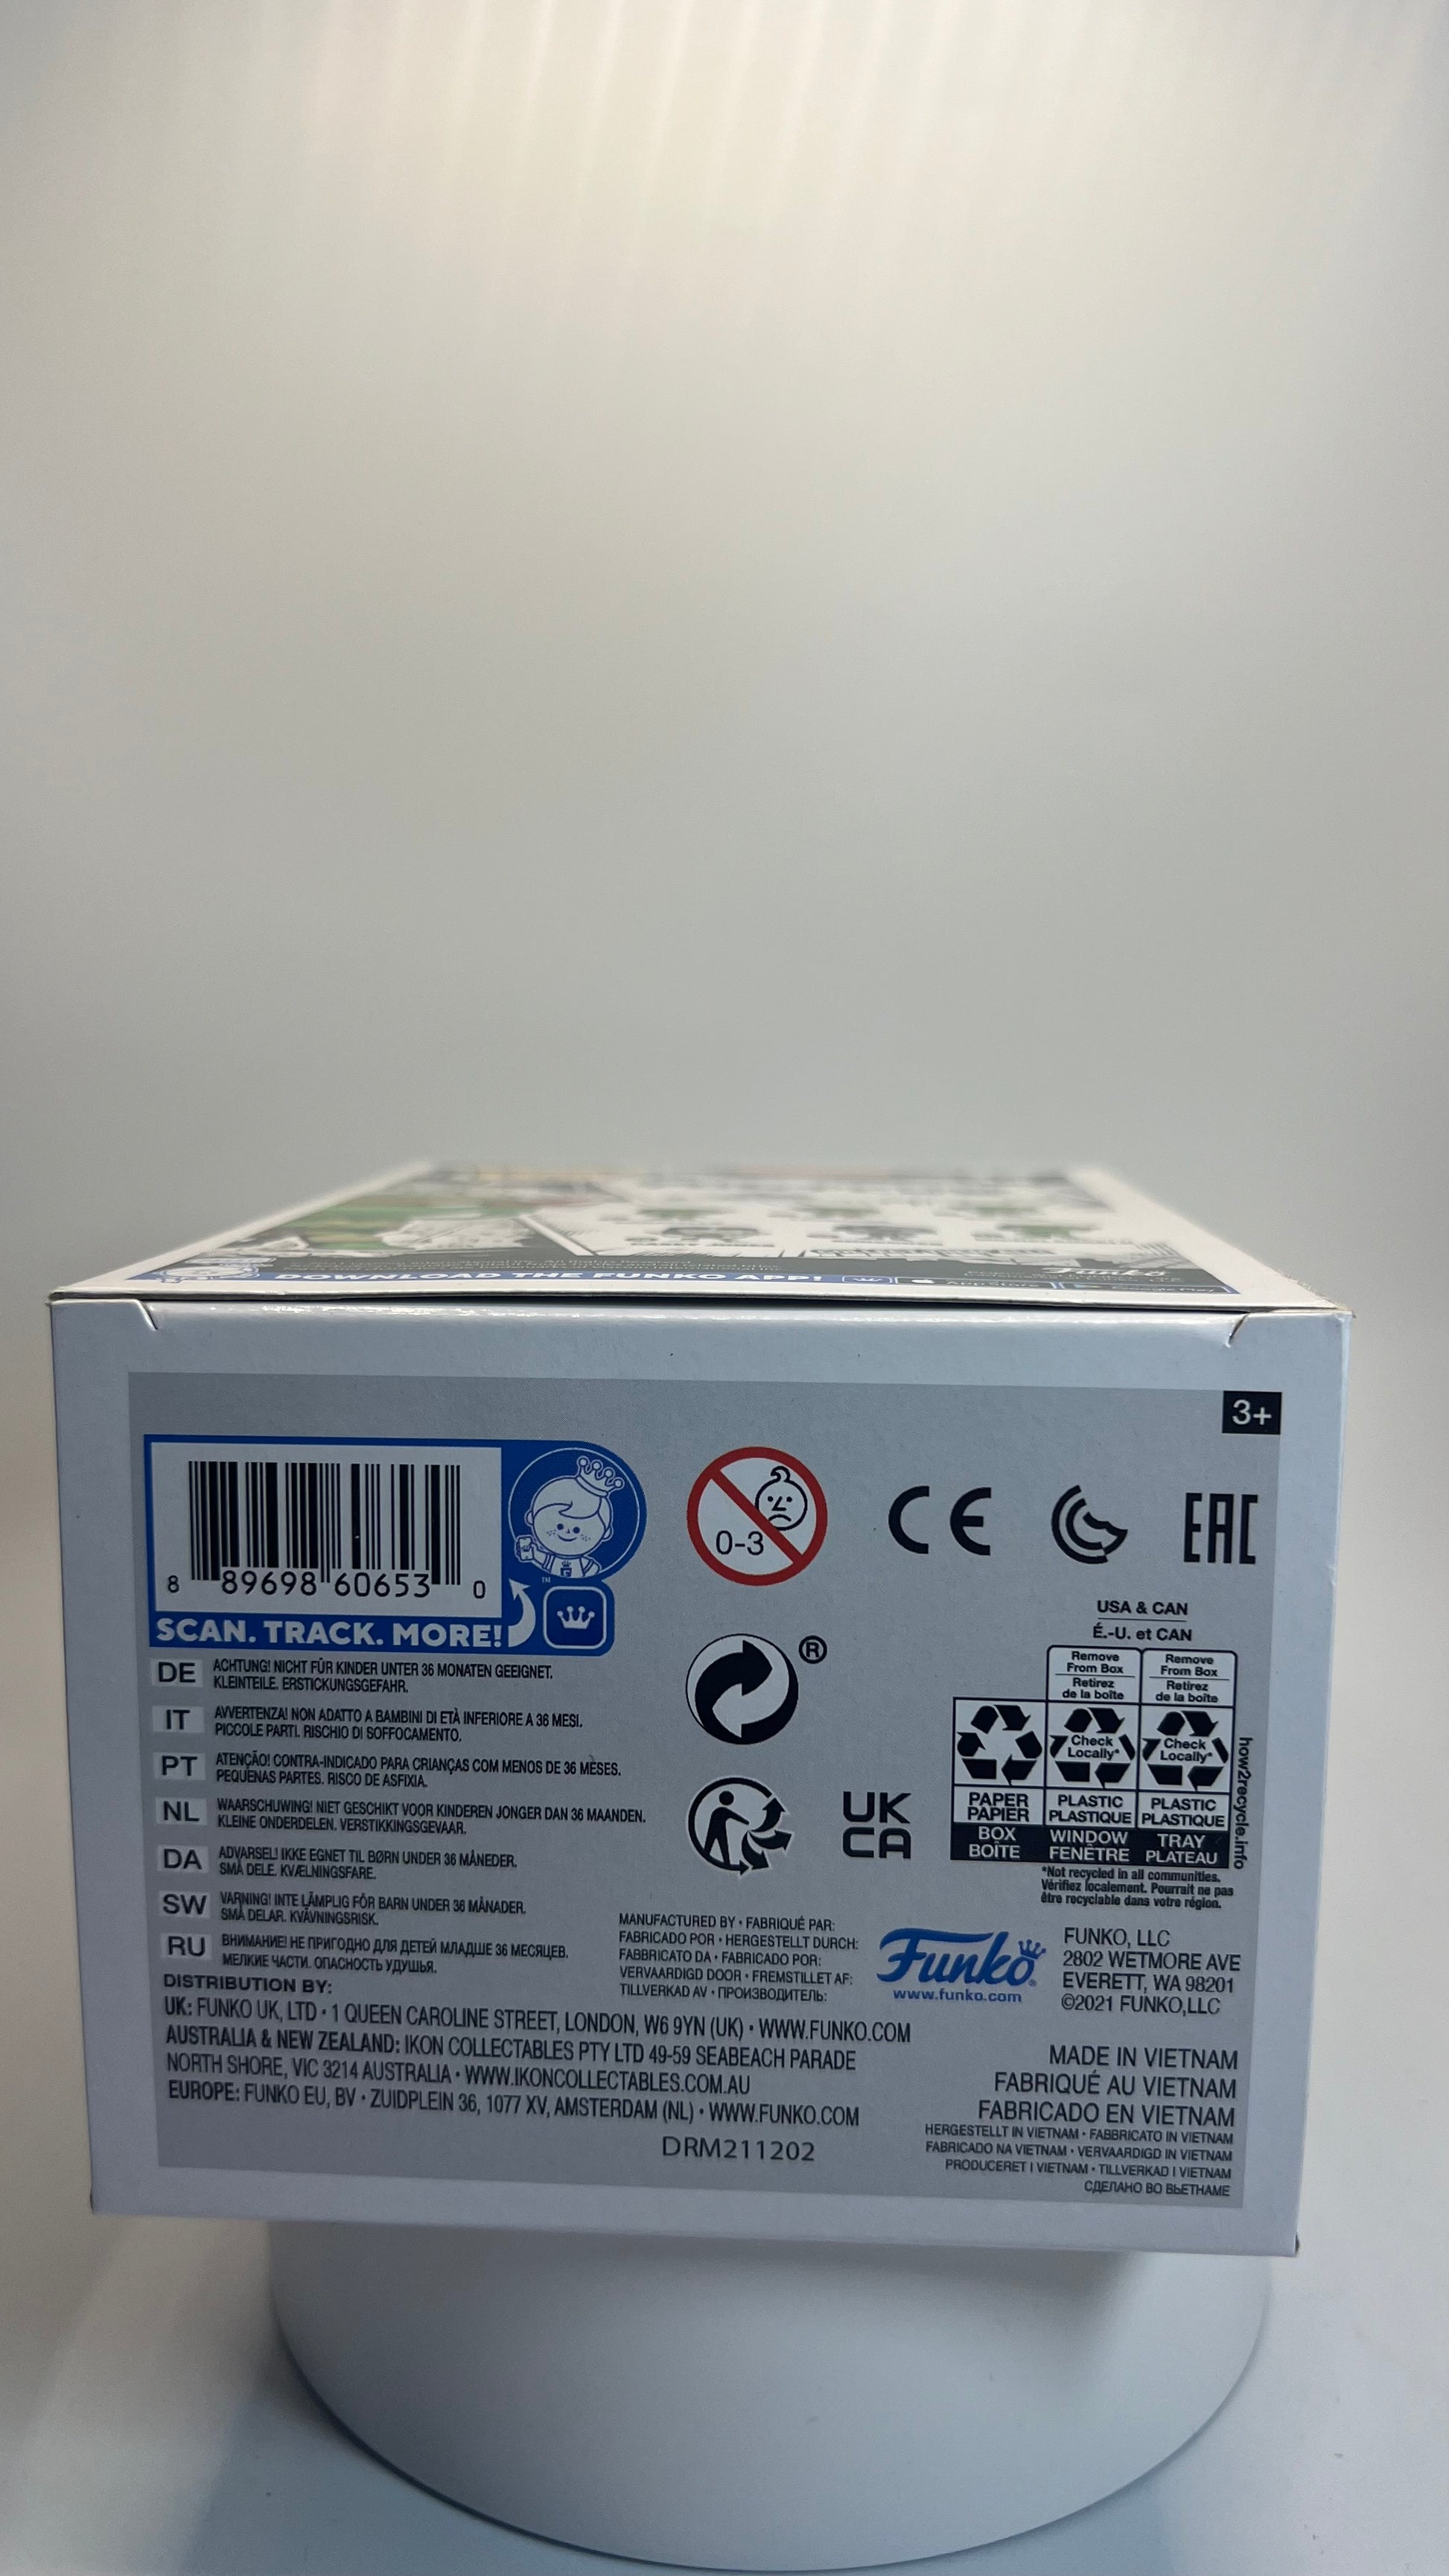 DOWNLOAD THE FUNKO APP!
3+
8 89698 60653 0
SCAN. TRACK. MORE!
™
0-3
CE
EAC
USA & CAN
É.-U. et CAN
Remove From Box
Retirez de la boîte
Remove From Box
Retirez de la boîte
Check Locally*
Check Locally*
PAPER PAPIER
PLASTIC PLASTIQUE
PLASTIC PLASTIQUE
BOX BOÎTE
WINDOW FENÊTRE
TRAY PLATEAU
how2recycle.info
*Not recycled in all communities.
Vérifiez localement. Pourrait ne pas
être recyclable dans votre région.
®
UK
CA
DE ACHTUNG! NICHT FÜR KINDER UNTER 36 MONATEN GEEIGNET.
KLEINTEILE. ERSTICKUNGSGEFAHR.
IT AVVERTENZA! NON ADATTO A BAMBINI DI ETÀ INFERIORE A 36 MESI.
PICCOLE PARTI. RISCHIO DI SOFFOCAMENTO.
PT ATENÇÃO! CONTRA-INDICADO PARA CRIANÇAS COM MENOS DE 36 MESES.
PEQUENAS PARTES. RISCO DE ASFIXIA.
NL WAARSCHUWING! NIET GESCHIKT VOOR KINDEREN JONGER DAN 36 MAANDEN.
KLEINE ONDERDELEN. VERSTIKKINGSGEVAAR.
DA ADVARSEL! IKKE EGNET TIL BØRN UNDER 36 MÅNEDER.
SMÅ DELE. KVÆLNINGSFARE.
SW VARNING! INTE LÄMPLIG FÖR BARN UNDER 36 MÅNADER.
SMÅ DELAR. KVÄVNINGSRISK.
RU ВНИМАНИЕ! НЕ ПРИГОДНО ДЛЯ ДЕТЕЙ МЛАДШЕ 36 МЕСЯЦЕВ.
МЕЛКИЕ ЧАСТИ. ОПАСНОСТЬ УДУШЬЯ.
MANUFACTURED BY • FABRIQUÉ PAR:
FABRICADO POR • HERGESTELLT DURCH:
FABBRICATO DA • FABRICADO POR:
VERVAARDIGD DOOR • FREMSTILLET AF:
TILLVERKAD AV • ПРОИЗВОДИТЕЛЬ:
Funko®
www.funko.com
FUNKO, LLC
2802 WETMORE AVE
EVERETT, WA 98201
©2021 FUNKO,LLC
DISTRIBUTION BY:
UK: FUNKO UK, LTD • 1 QUEEN CAROLINE STREET, LONDON, W6 9YN (UK) • WWW.FUNKO.COM
AUSTRALIA & NEW ZEALAND: IKON COLLECTABLES PTY LTD 49-59 SEABEACH PARADE
NORTH SHORE, VIC 3214 AUSTRALIA • WWW.IKONCOLLECTABLES.COM.AU
EUROPE: FUNKO EU, BV • ZUIDPLEIN 36, 1077 XV, AMSTERDAM (NL) • WWW.FUNKO.COM
DRM211202
MADE IN VIETNAM
FABRIQUÉ AU VIETNAM
FABRICADO EN VIETNAM
HERGESTELLT IN VIETNAM • FABBRICATO IN VIETNAM
FABRICADO NA VIETNAM • VERVAARDIGD IN VIETNAM
PRODUCERET I VIETNAM • TILLVERKAD I VIETNAM
СДЕЛАНО ВО ВЬЕТНАМЕ